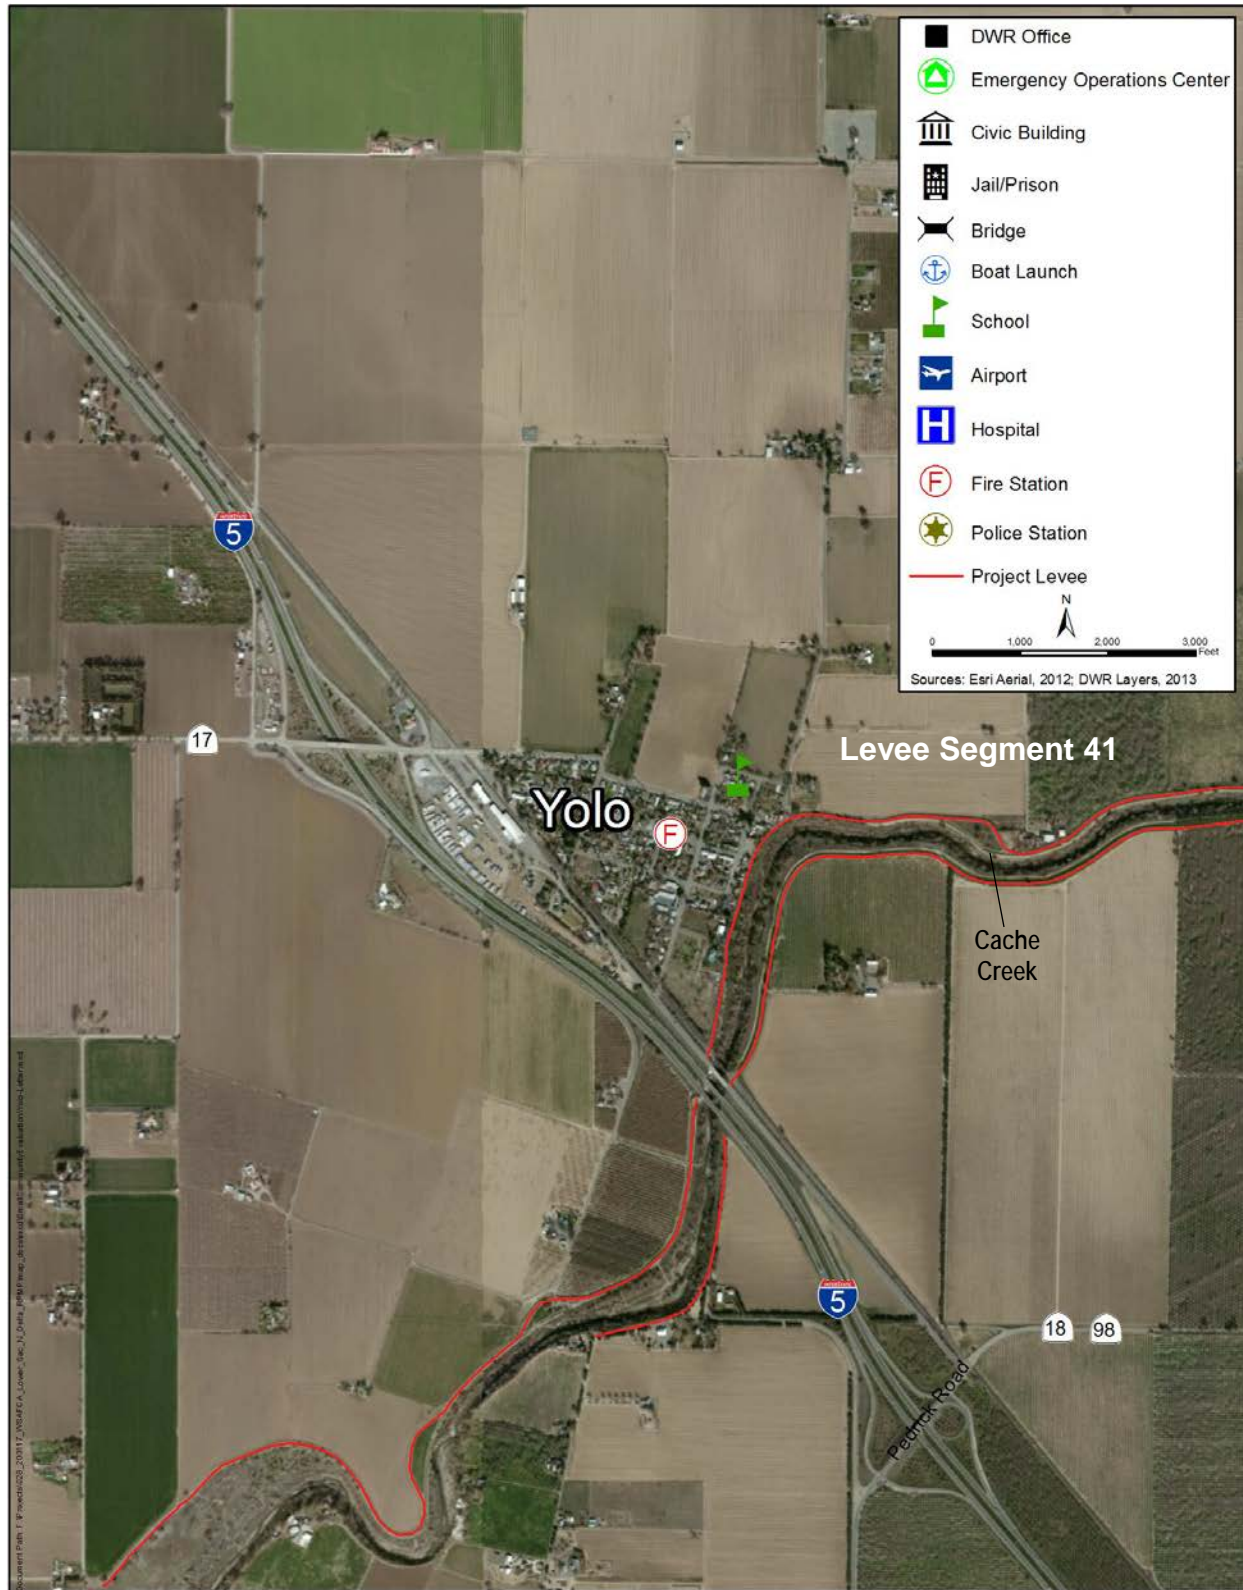 DWR Office
Emergency Operations Center
Civic Building
Jail/Prison
Bridge
Boat Launch
School
Airport
H
Hospital
F
Fire Station
Police Station
Project Levee
N
0 1,000 2,000 3,000
Feet
Sources: Esri Aerial, 2012; DWR Layers, 2013
5
17
Levee Segment 41
Yolo
F
Cache
Creek
5
18 98
Pedrick Road